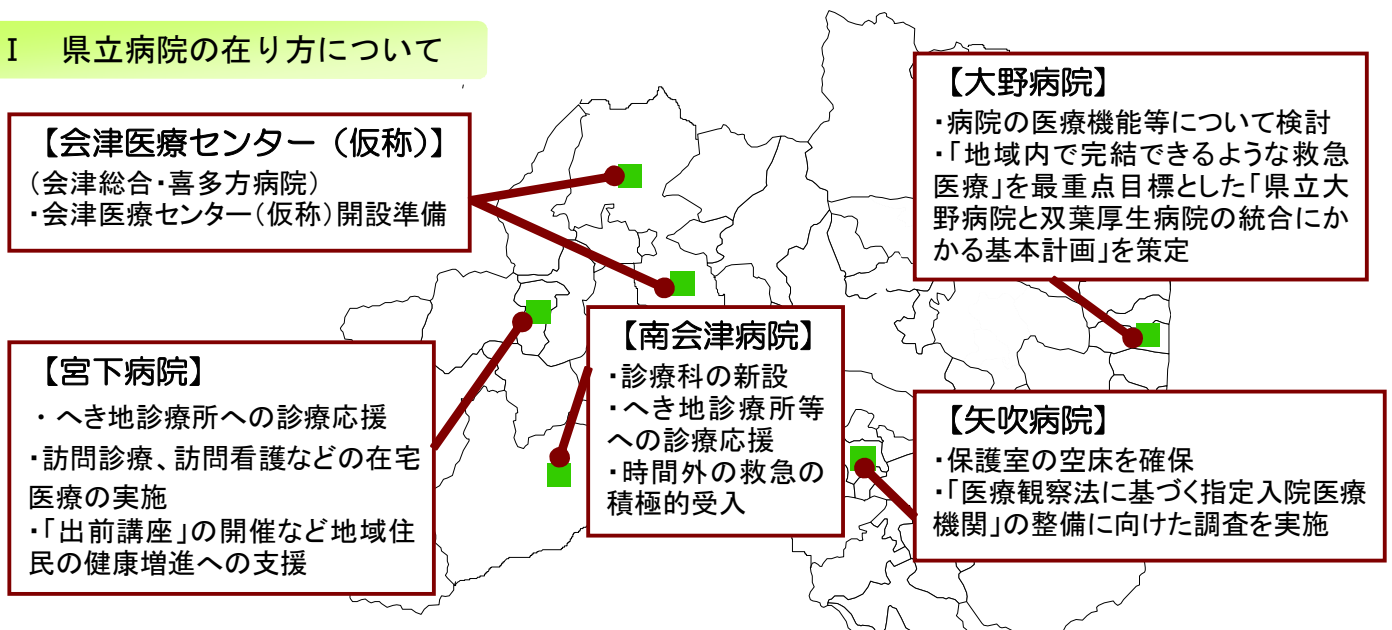 Ⅰ 県立病院の在り方について
【会津医療センター（仮称）】
（会津総合・喜多方病院）
・会津医療センター（仮称）開設準備
【大野病院】
・病院の医療機能等について検討
・「地域内で完結できるような救急
医療」を最重点目標とした「県立大
野病院と双葉厚生病院の統合にか
かる基本計画」を策定
【宮下病院】
・へき地診療所への診療応援
・訪問診療、訪問看護などの在宅
医療の実施
・「出前講座」の開催など地域住
民の健康増進への支援
【南会津病院】
・診療科の新設
・へき地診療所等
への診療応援
・時間外の救急の
積極的受入
【矢吹病院】
・保護室の空床を確保
・「医療観察法に基づく指定入院医療
機関」の整備に向けた調査を実施